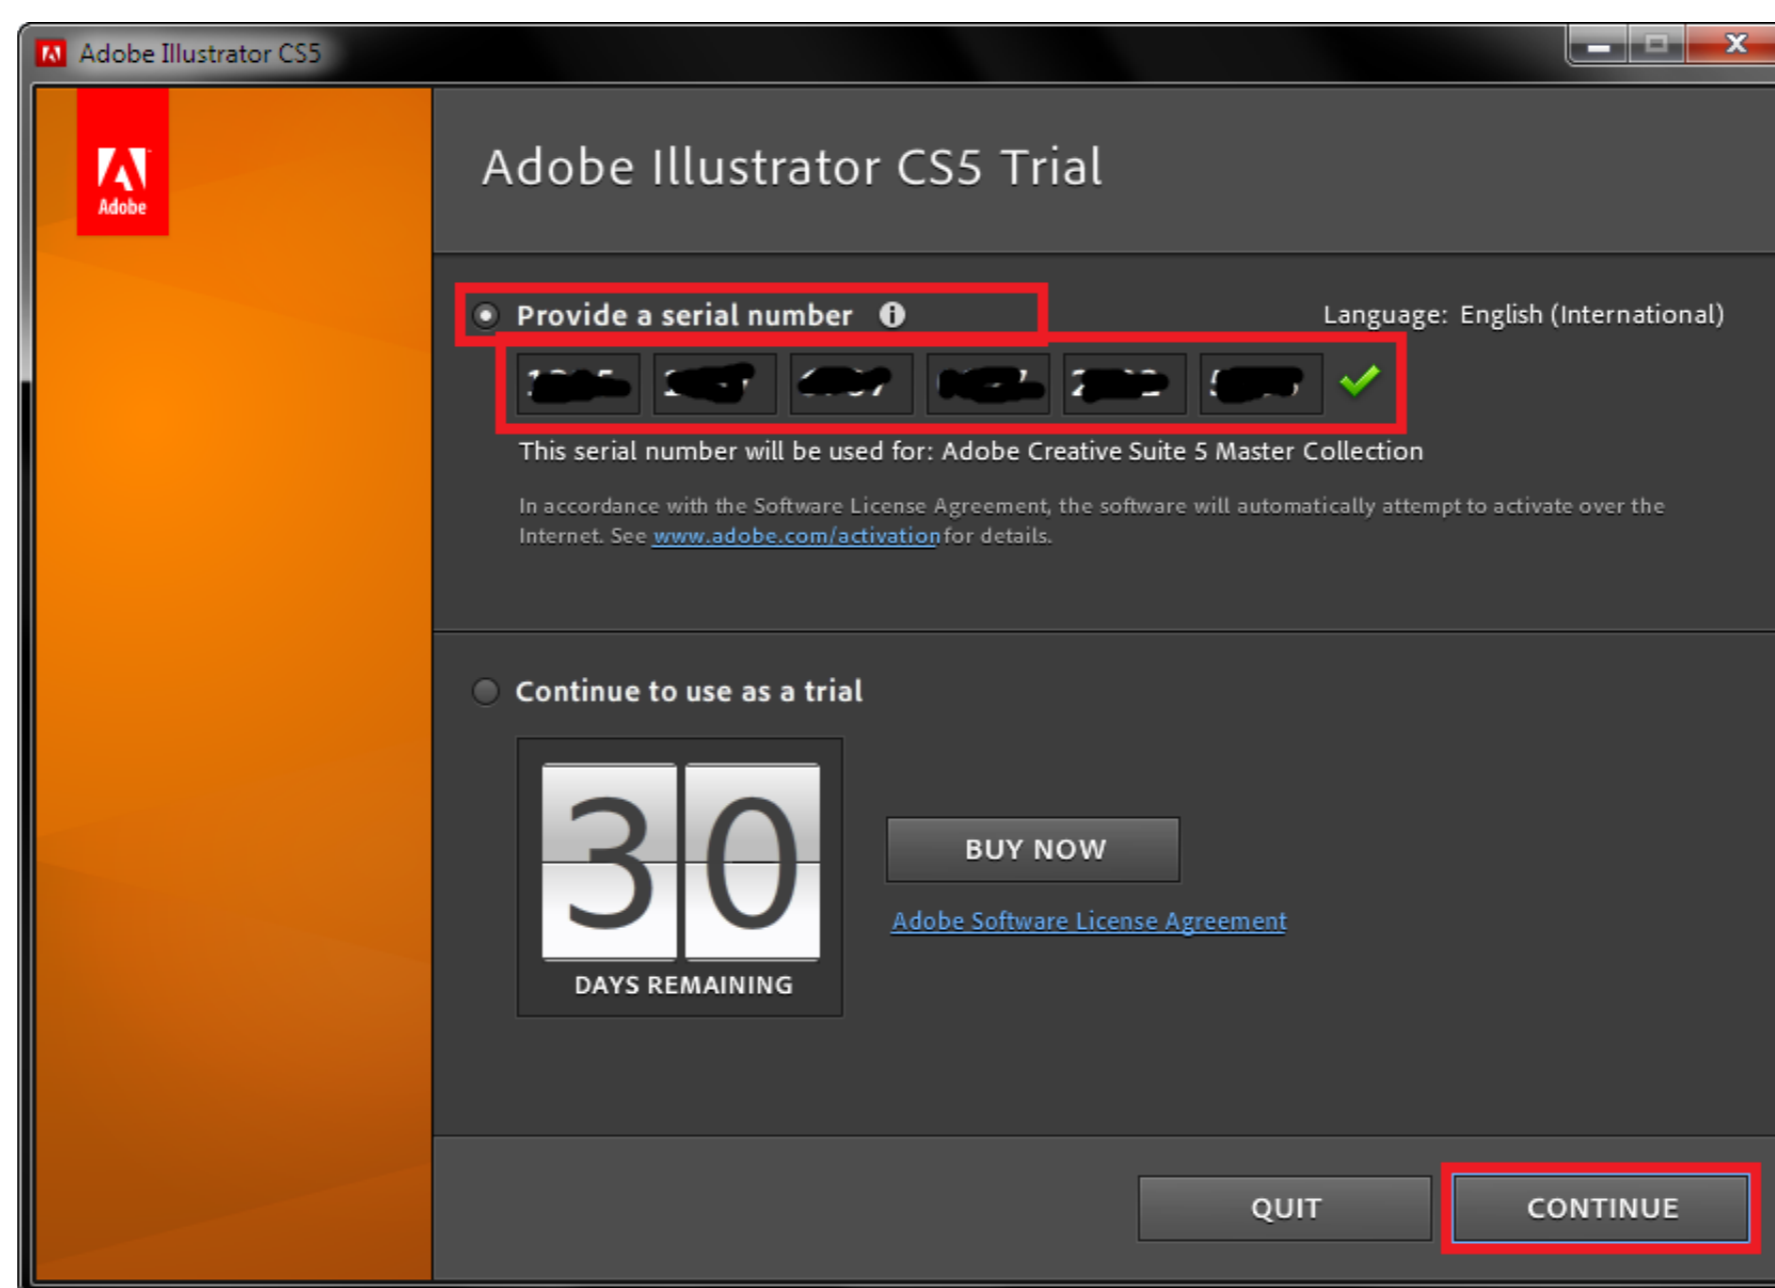 Adobe Illustrator CS5
Adobe
Adobe Illustrator CS5 Trial
Provide a serial number
Language: English (International)
This serial number will be used for: Adobe Creative Suite 5 Master Collection
In accordance with the Software License Agreement, the software will automatically attempt to activate over the
Internet. See www.adobe.com/activation for details.
Continue to use as a trial
30
DAYS REMAINING
BUY NOW
Adobe Software License Agreement
QUIT
CONTINUE